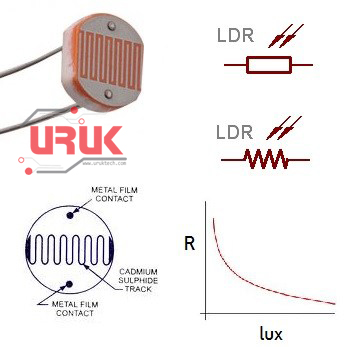 LDR
LDR
URUK
www.uruktech.com
METAL FILM
CONTACT
CADMIUM
SULPHIDE
TRACK
METAL FILM
CONTACT
R
lux